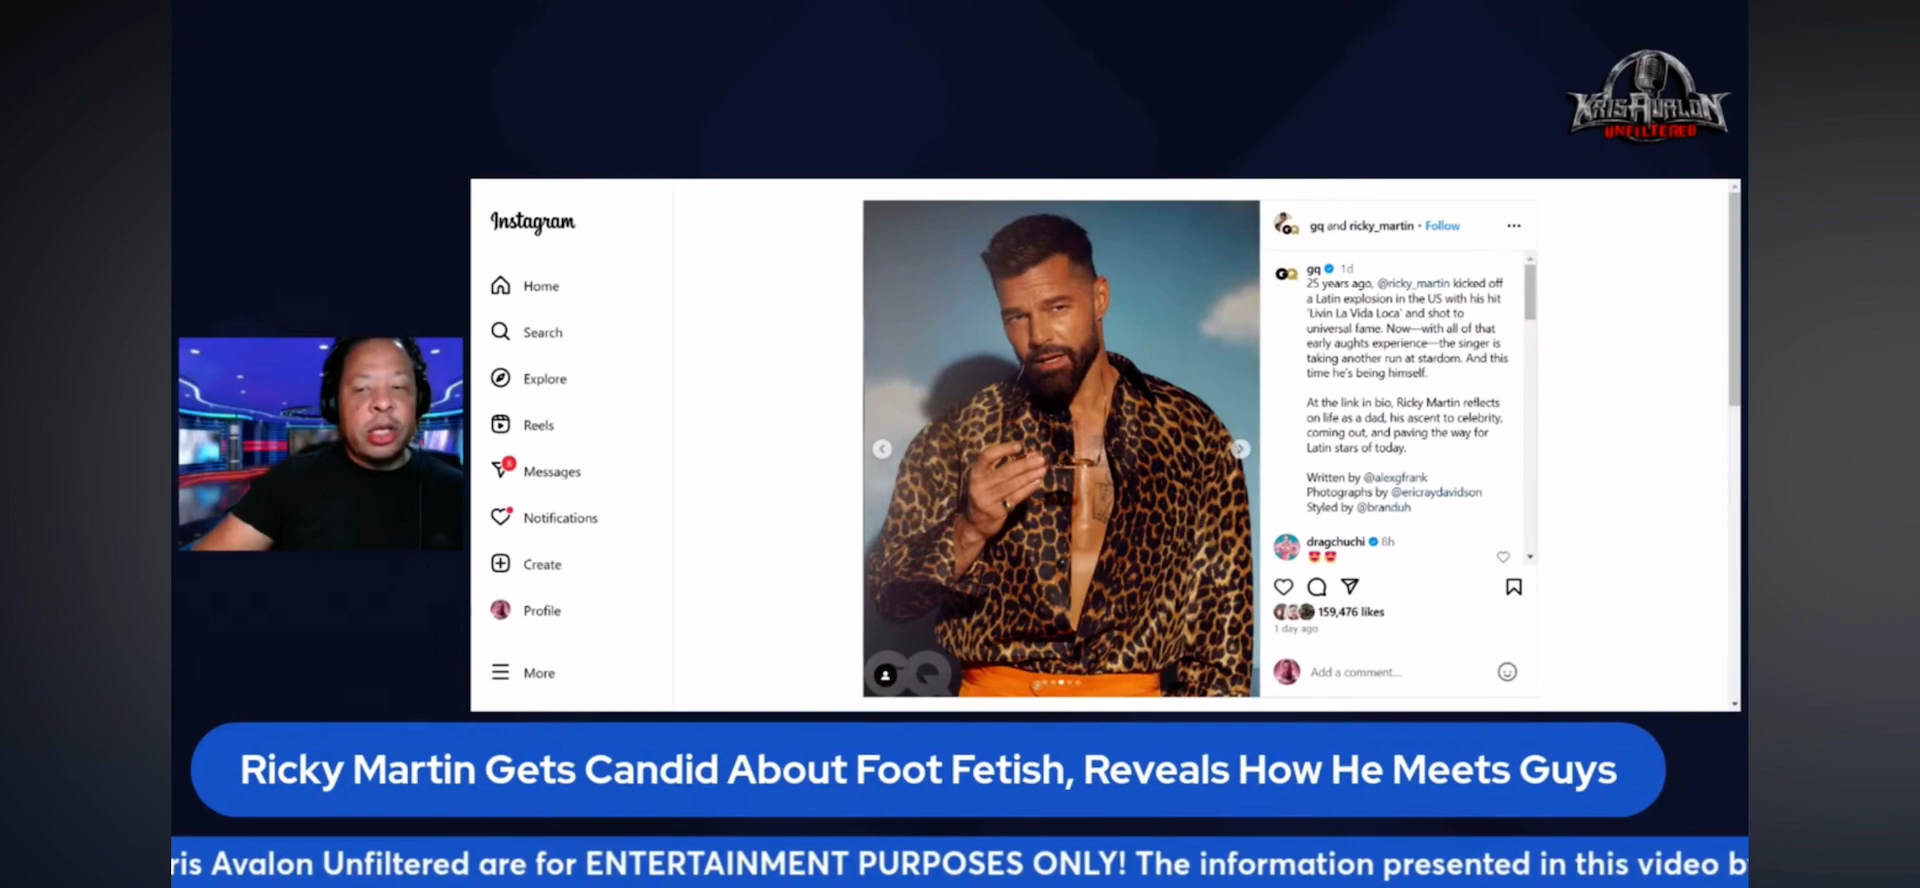 KRISAVALON
UNFILTERED
Instagram
Home
Search
Explore
Reels
8
Messages
Notifications
Create
Profile
More
GQ
gq and ricky_martin • Follow
GQ
gq 1d
25 years ago, @ricky_martin kicked off
a Latin explosion in the US with his hit
'Livin La Vida Loca' and shot to
universal fame. Now—with all of that
early aughts experience—the singer is
taking another run at stardom. And this
time he's being himself.
At the link in bio, Ricky Martin reflects
on life as a dad, his ascent to celebrity,
coming out, and paving the way for
Latin stars of today.
Written by @alexgfrank
Photographs by @ericraydavidson
Styled by @branduh
dragchuchi 8h
😍😍
159,476 likes
1 day ago
Add a comment...
Ricky Martin Gets Candid About Foot Fetish, Reveals How He Meets Guys
ris Avalon Unfiltered are for ENTERTAINMENT PURPOSES ONLY! The information presented in this video b